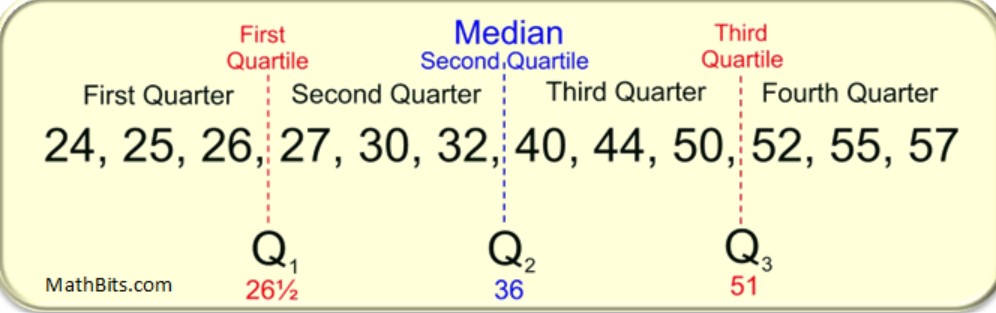 First Quartile
Median
Second Quartile
Third Quartile
First Quarter
Second Quarter
Third Quarter
Fourth Quarter
24, 25, 26, 27, 30, 32, 40, 44, 50, 52, 55, 57
Q1
Q2
Q3
26½
36
51
MathBits.com